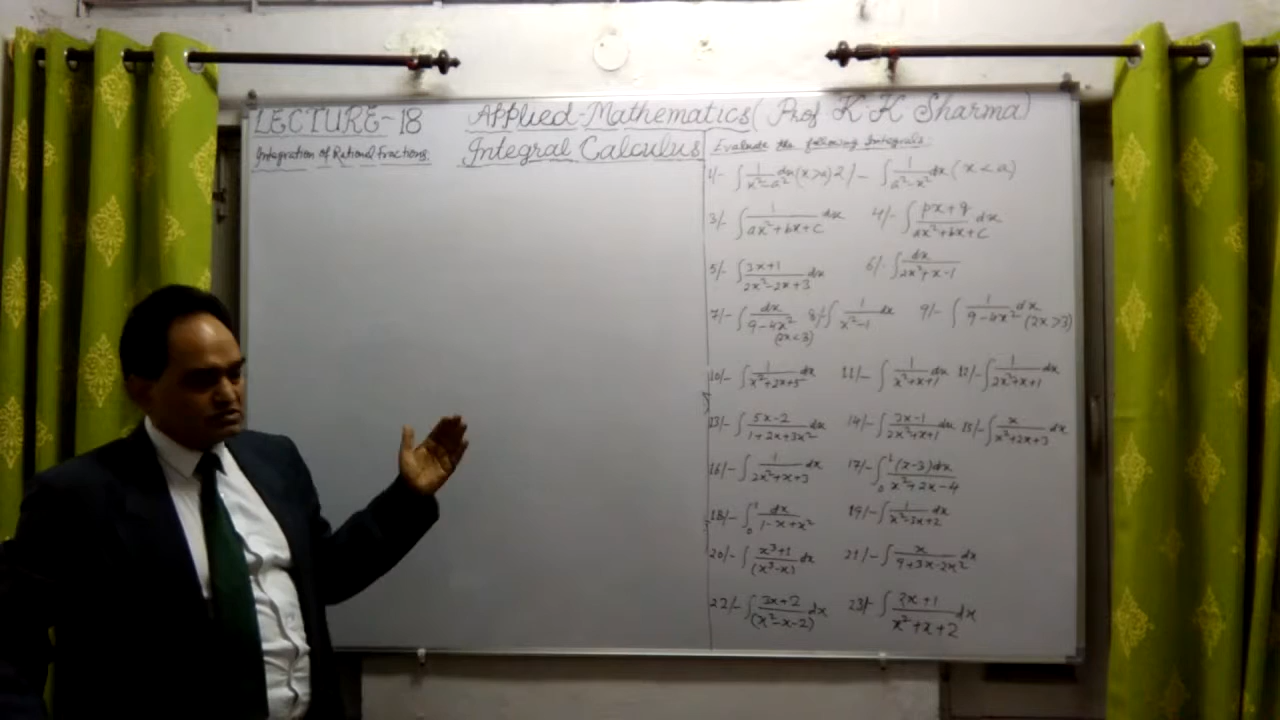 LECTURE-18 Applied-Mathematics( Prof. K.K Sharma)
Integration of Rational Fractions. Integral Calculus
Evaluate the following Integrals:
1/- ∫ 1/(x²-a²) dx (x>a) 2/- ∫ 1/(a²-x²) dx (x<a)
3/- ∫ 1/(ax²+bx+c) dx 4/- ∫ (px+q)/(ax²+bx+c) dx
5/- ∫ (3x+1)/(2x²-2x+3) dx 6/- ∫ dx/(2x²+x-1)
7/- ∫ dx/(9-4x²) (2x<3) 8/- ∫ 1/(x²-1) dx 9/- ∫ 1/(9-4x²) dx (2x>3)
10/- ∫ 1/(x²+2x+5) dx 11/- ∫ 1/(x²+x+1) dx 12/- ∫ 1/(2x²+x+1) dx
13/- ∫ (5x-2)/(1+2x+3x²) dx 14/- ∫ (3x-1)/(2x²+x+1) dx 15/- ∫ x/(x²+2x+3) dx
16/- ∫ 1/(2x²+x+3) dx 17/- ∫₀¹ (x-3)dx/(x²+2x-4)
18/- ∫₀¹ dx/(1-x+x²) 19/- ∫ 1/(x²-3x+2) dx
20/- ∫ (x³+1)/(x³-x) dx 21/- ∫ x/(9+3x-2x²) dx
22/- ∫ (3x+2)/(x²-x-2) dx 23/- ∫ (2x+1)/(x²+x+2) dx